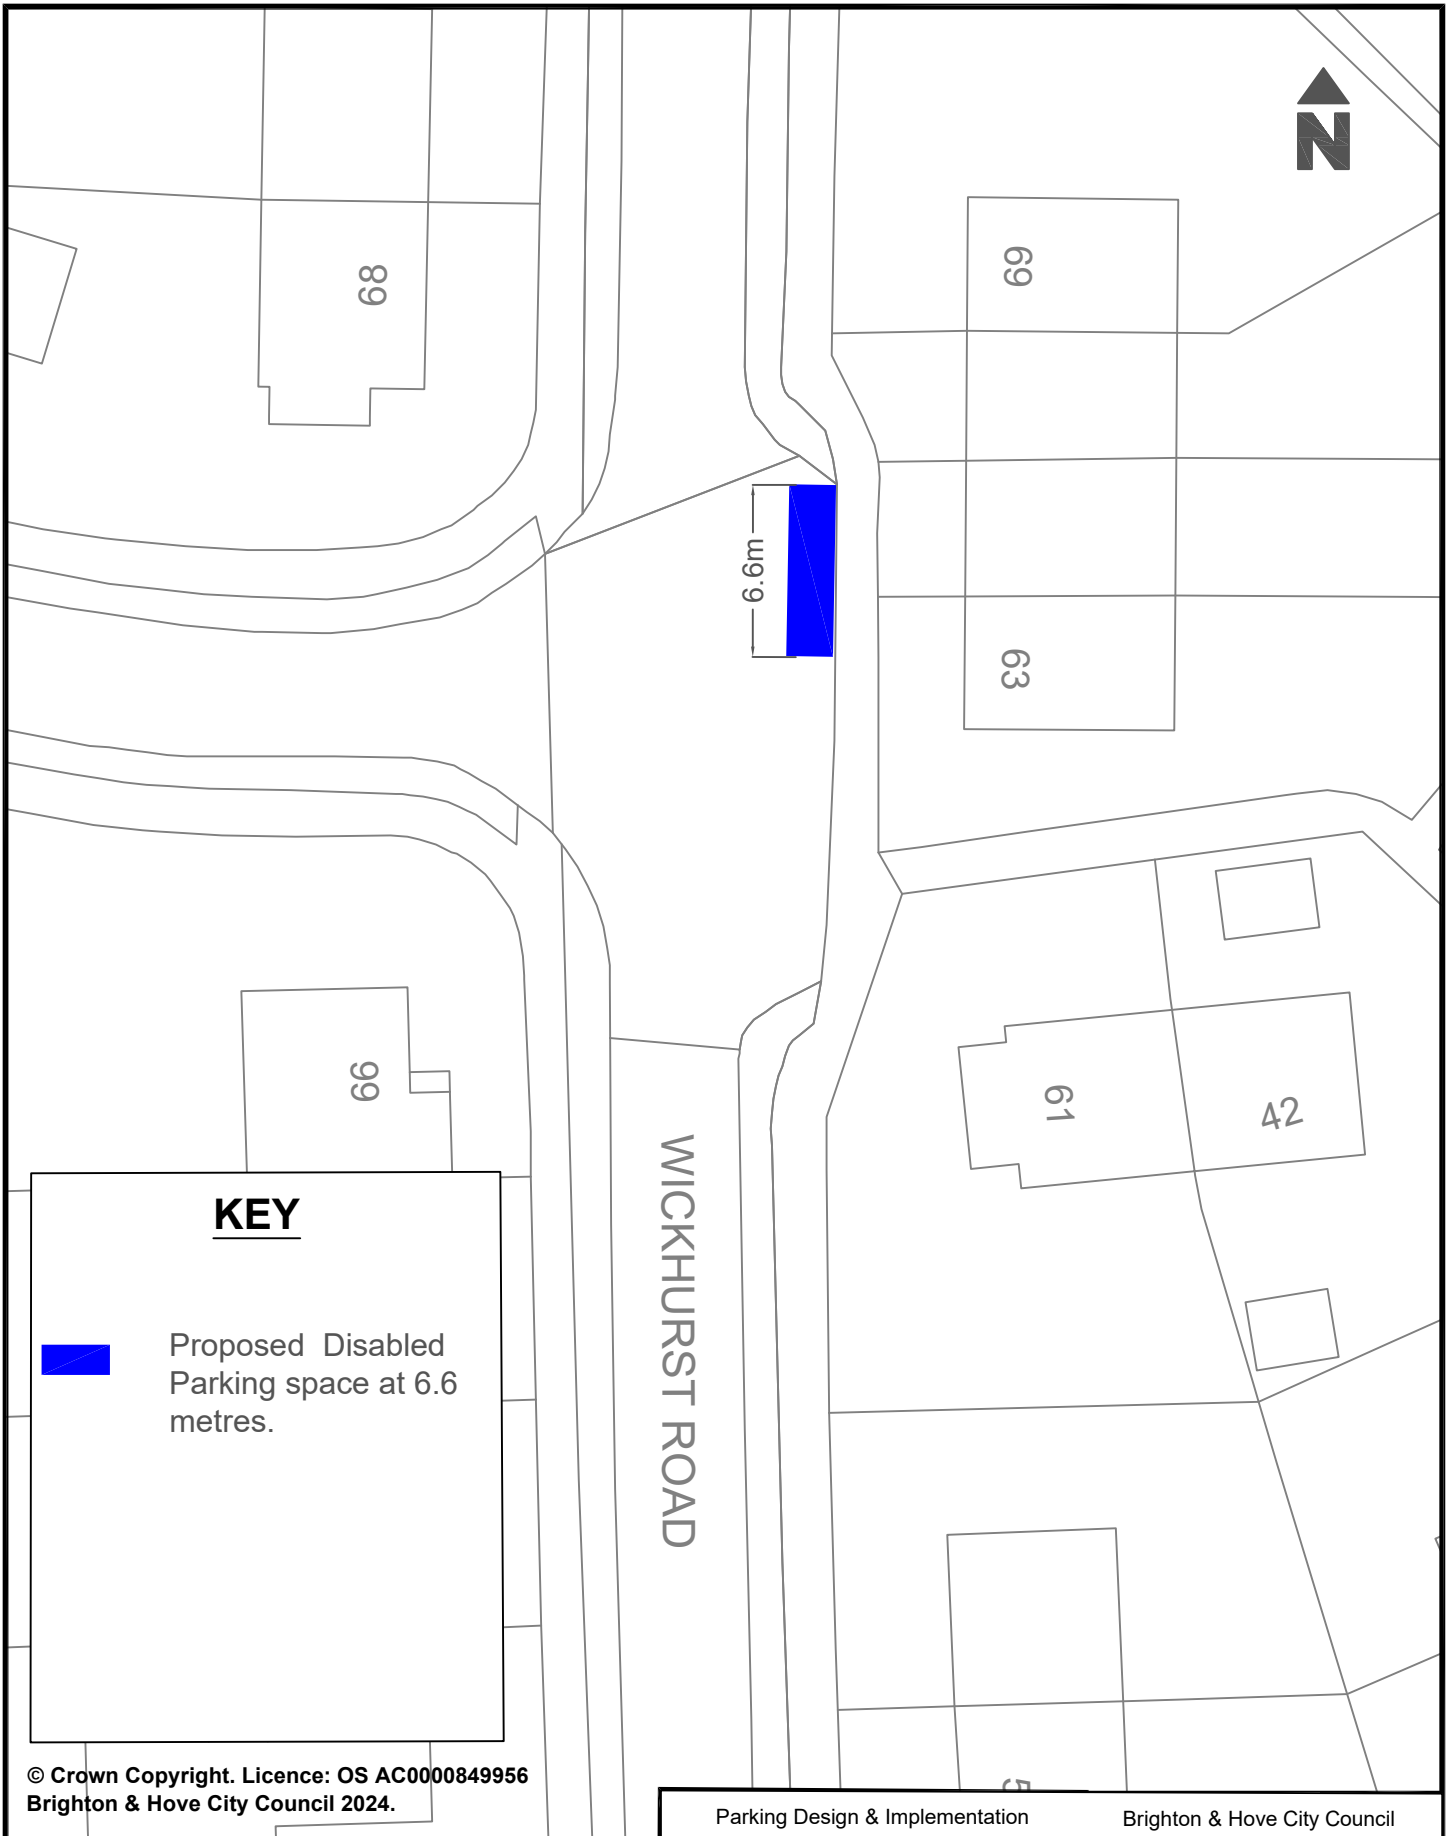 N
68
69
6.6m
63
66
61
42
WICKHURST ROAD
KEY
Proposed Disabled
Parking space at 6.6
metres.
© Crown Copyright. Licence: OS AC0000849956
Brighton & Hove City Council 2024.
Parking Design & Implementation
Brighton & Hove City Council